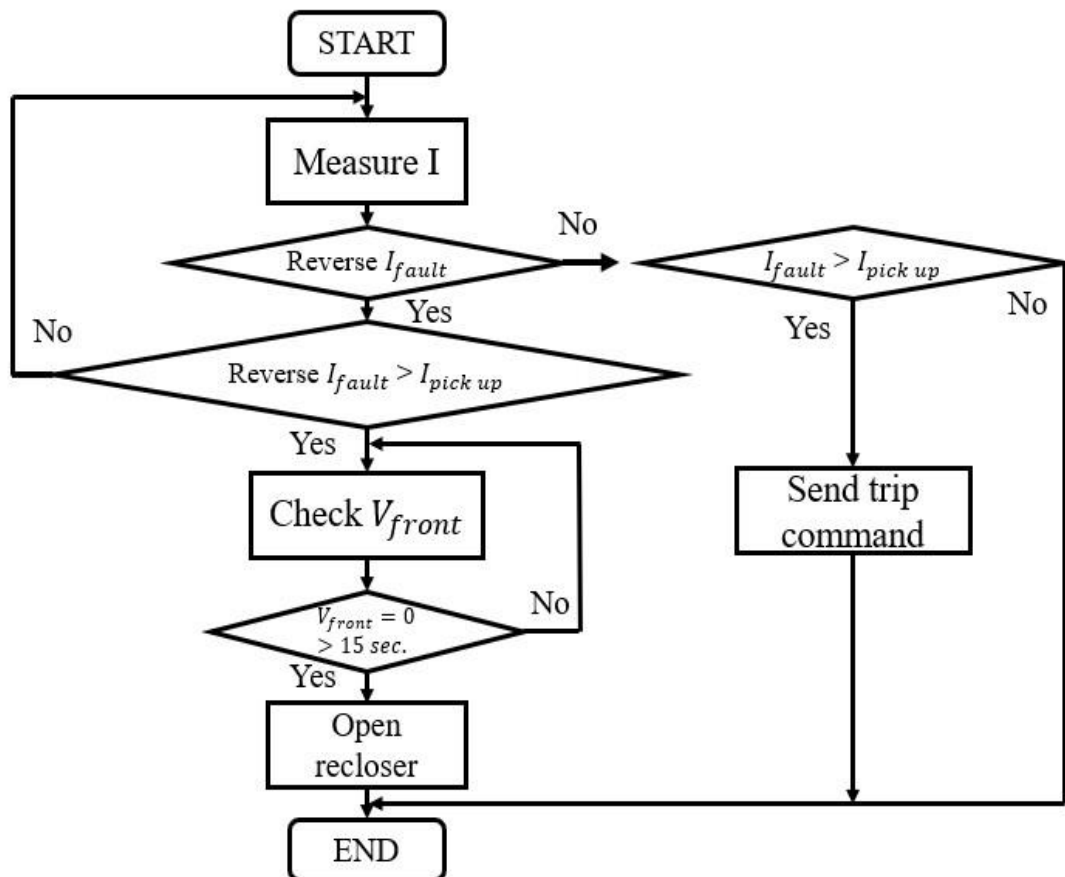 START
Measure I
No
Reverse I_fault
I_fault > I_pick up
Yes
No
No
Yes
Reverse I_fault > I_pick up
Yes
Check V_front
Send trip
command
V_front = 0
> 15 sec.
No
Yes
Open
recloser
END